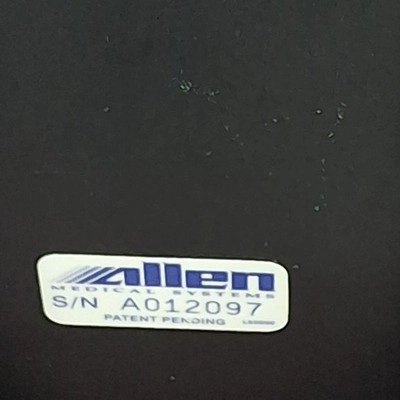 Allen
MEDICAL SYSTEMS
S/N A012097
PATENT PENDING